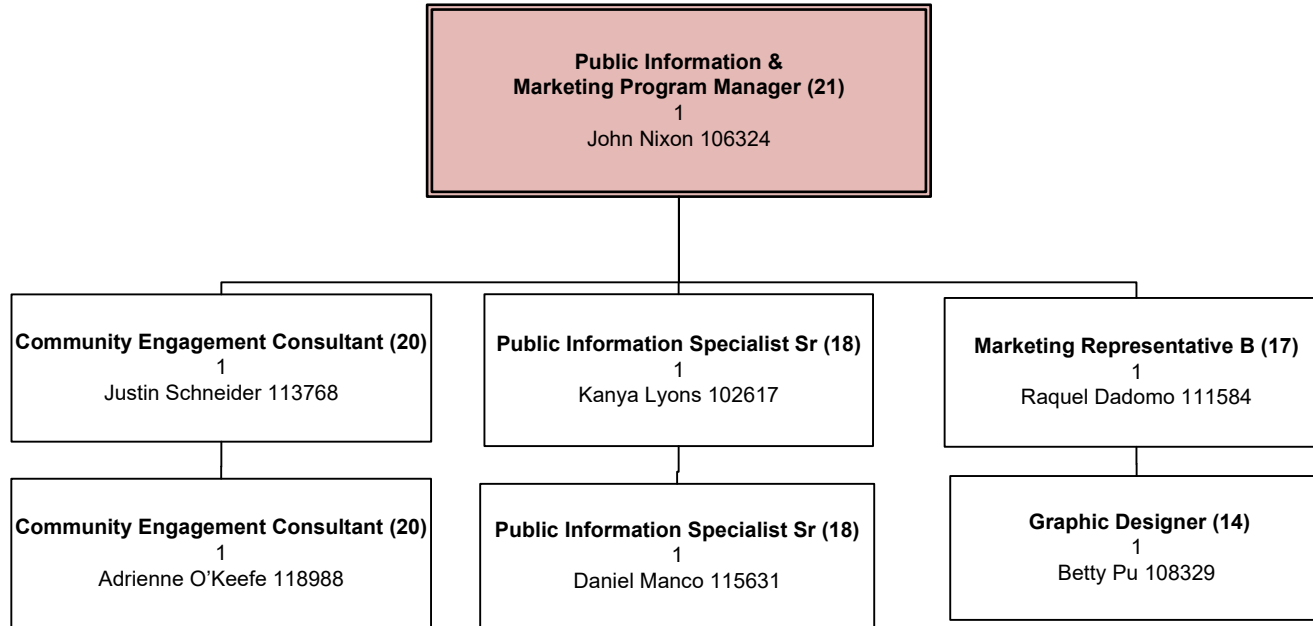 Public Information &
Marketing Program Manager (21)
1
John Nixon 106324
Community Engagement Consultant (20)
1
Justin Schneider 113768
Public Information Specialist Sr (18)
1
Kanya Lyons 102617
Marketing Representative B (17)
1
Raquel Dadomo 111584
Community Engagement Consultant (20)
1
Adrienne O’Keefe 118988
Public Information Specialist Sr (18)
1
Daniel Manco 115631
Graphic Designer (14)
1
Betty Pu 108329